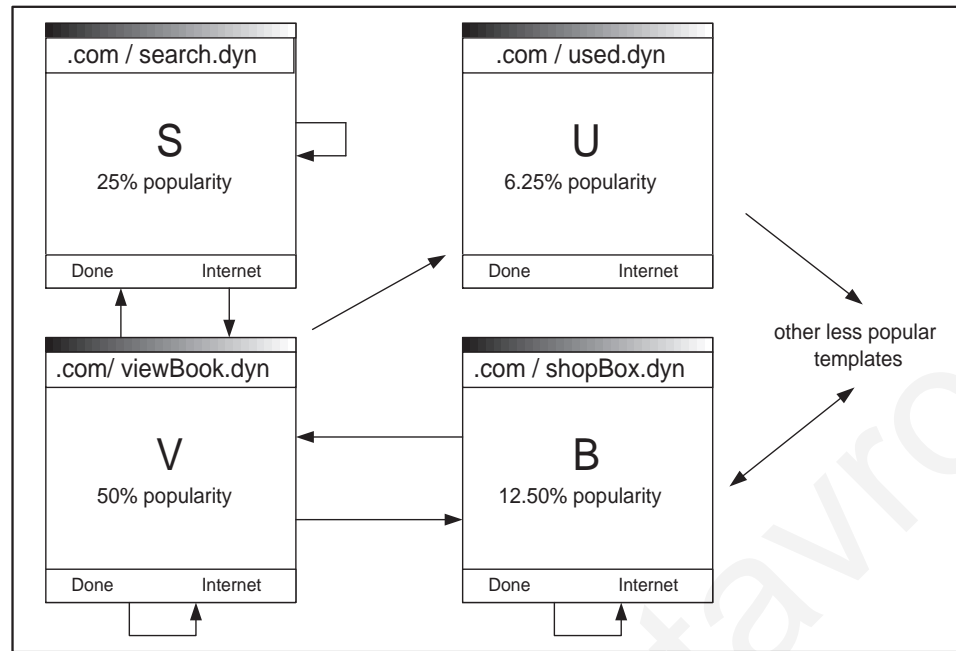 .com / search.dyn
S
25% popularity
Done Internet
.com / used.dyn
U
6.25% popularity
Done Internet
other less popular
templates
.com/ viewBook.dyn
V
50% popularity
Done Internet
.com / shopBox.dyn
B
12.50% popularity
Done Internet